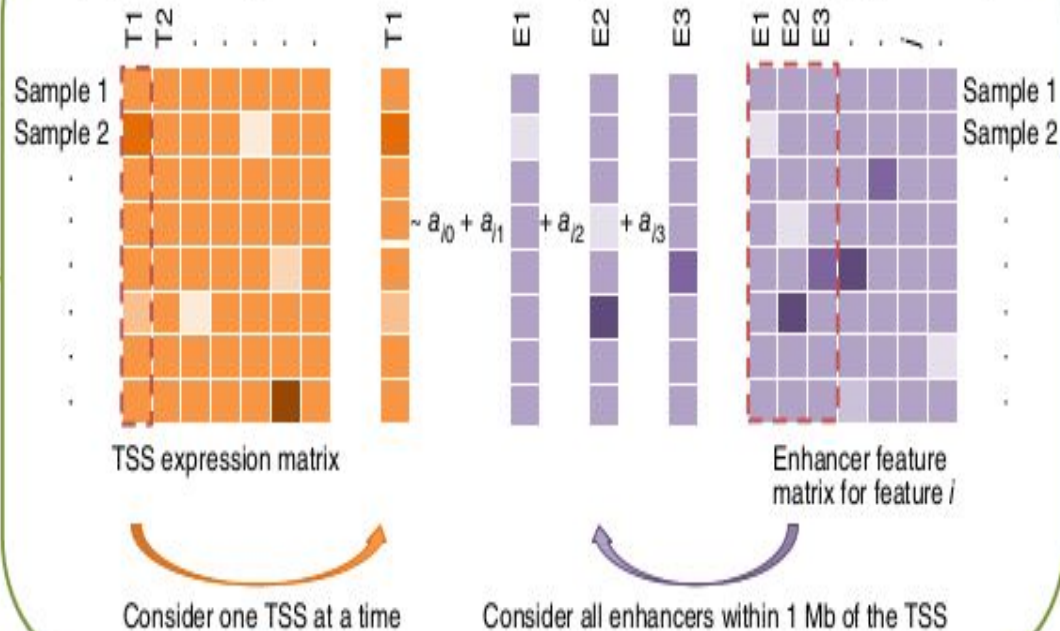 T1 T2 . . . . . T1 E1 E2 E3 E1 E2 E3 . . j .
Sample 1 Sample 1
Sample 2 Sample 2
~ a_i0 + a_i1 + a_i2 + a_i3
TSS expression matrix
Enhancer feature
matrix for feature i
Consider one TSS at a time
Consider all enhancers within 1 Mb of the TSS